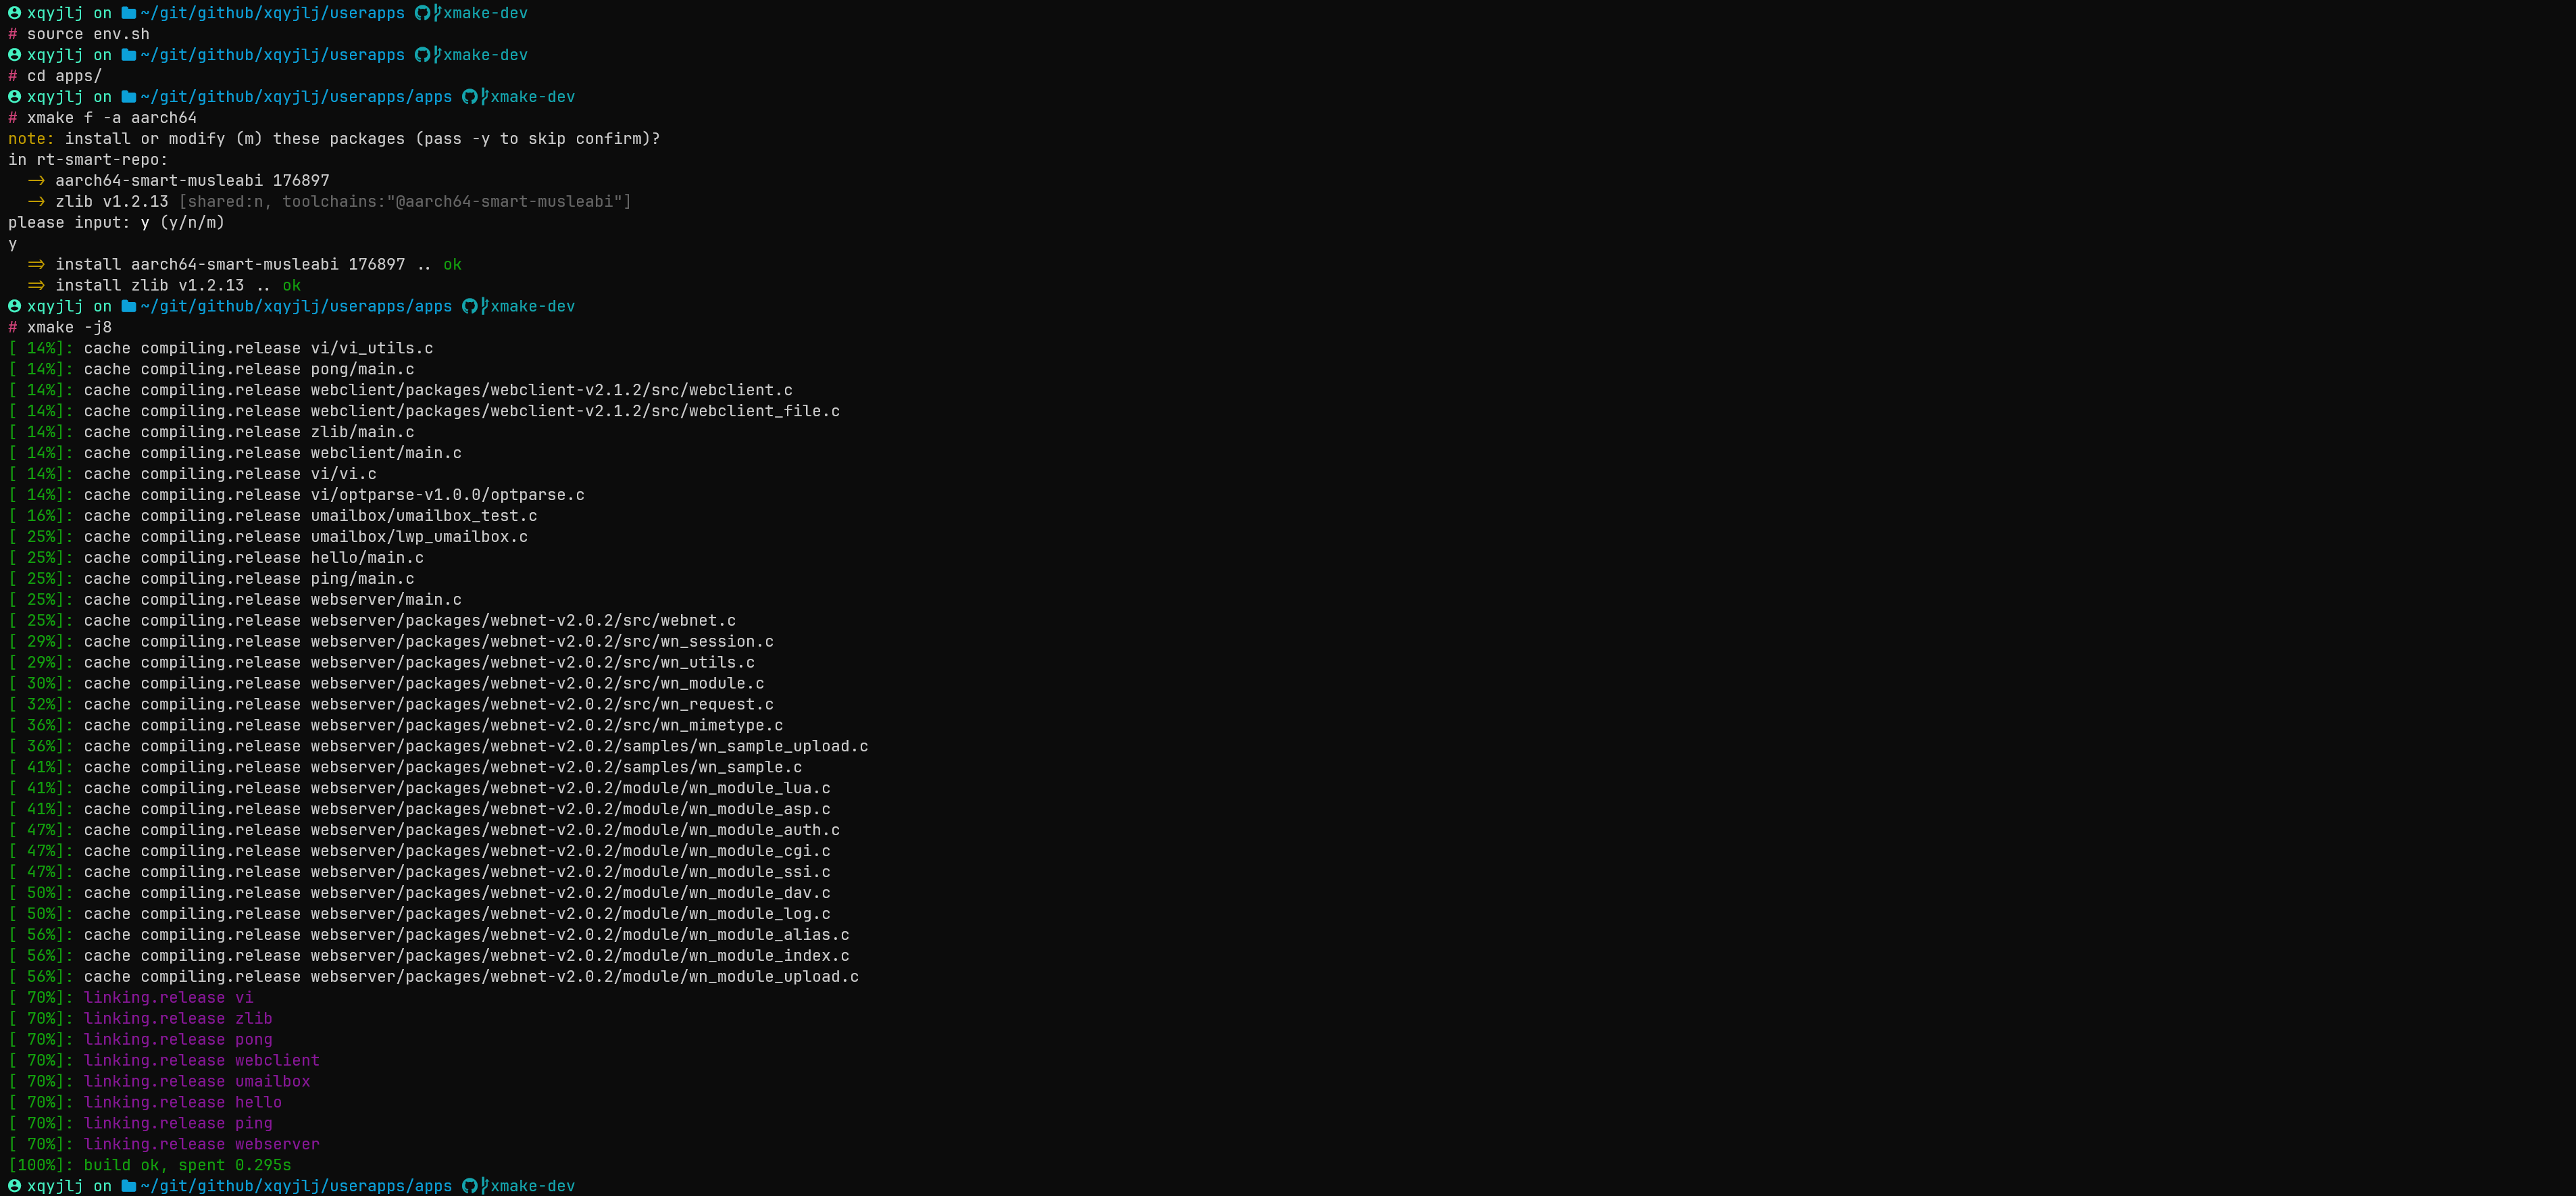 xqyjlj on ~/git/github/xqyjlj/userapps xmake-dev
# source env.sh
xqyjlj on ~/git/github/xqyjlj/userapps xmake-dev
# cd apps/
xqyjlj on ~/git/github/xqyjlj/userapps/apps xmake-dev
# xmake f -a aarch64
note: install or modify (m) these packages (pass -y to skip confirm)?
in rt-smart-repo:
  -> aarch64-smart-musleabi 176897
  -> zlib v1.2.13 [shared:n, toolchains:"@aarch64-smart-musleabi"]
please input: y (y/n/m)
y
  => install aarch64-smart-musleabi 176897 .. ok
  => install zlib v1.2.13 .. ok
xqyjlj on ~/git/github/xqyjlj/userapps/apps xmake-dev
# xmake -j8
[ 14%]: cache compiling.release vi/vi_utils.c
[ 14%]: cache compiling.release pong/main.c
[ 14%]: cache compiling.release webclient/packages/webclient-v2.1.2/src/webclient.c
[ 14%]: cache compiling.release webclient/packages/webclient-v2.1.2/src/webclient_file.c
[ 14%]: cache compiling.release zlib/main.c
[ 14%]: cache compiling.release webclient/main.c
[ 14%]: cache compiling.release vi/vi.c
[ 14%]: cache compiling.release vi/optparse-v1.0.0/optparse.c
[ 16%]: cache compiling.release umailbox/umailbox_test.c
[ 25%]: cache compiling.release umailbox/lwp_umailbox.c
[ 25%]: cache compiling.release hello/main.c
[ 25%]: cache compiling.release ping/main.c
[ 25%]: cache compiling.release webserver/main.c
[ 25%]: cache compiling.release webserver/packages/webnet-v2.0.2/src/webnet.c
[ 29%]: cache compiling.release webserver/packages/webnet-v2.0.2/src/wn_session.c
[ 29%]: cache compiling.release webserver/packages/webnet-v2.0.2/src/wn_utils.c
[ 30%]: cache compiling.release webserver/packages/webnet-v2.0.2/src/wn_module.c
[ 32%]: cache compiling.release webserver/packages/webnet-v2.0.2/src/wn_request.c
[ 36%]: cache compiling.release webserver/packages/webnet-v2.0.2/src/wn_mimetype.c
[ 36%]: cache compiling.release webserver/packages/webnet-v2.0.2/samples/wn_sample_upload.c
[ 41%]: cache compiling.release webserver/packages/webnet-v2.0.2/samples/wn_sample.c
[ 41%]: cache compiling.release webserver/packages/webnet-v2.0.2/module/wn_module_lua.c
[ 41%]: cache compiling.release webserver/packages/webnet-v2.0.2/module/wn_module_asp.c
[ 47%]: cache compiling.release webserver/packages/webnet-v2.0.2/module/wn_module_auth.c
[ 47%]: cache compiling.release webserver/packages/webnet-v2.0.2/module/wn_module_cgi.c
[ 47%]: cache compiling.release webserver/packages/webnet-v2.0.2/module/wn_module_ssi.c
[ 50%]: cache compiling.release webserver/packages/webnet-v2.0.2/module/wn_module_dav.c
[ 50%]: cache compiling.release webserver/packages/webnet-v2.0.2/module/wn_module_log.c
[ 56%]: cache compiling.release webserver/packages/webnet-v2.0.2/module/wn_module_alias.c
[ 56%]: cache compiling.release webserver/packages/webnet-v2.0.2/module/wn_module_index.c
[ 56%]: cache compiling.release webserver/packages/webnet-v2.0.2/module/wn_module_upload.c
[ 70%]: linking.release vi
[ 70%]: linking.release zlib
[ 70%]: linking.release pong
[ 70%]: linking.release webclient
[ 70%]: linking.release umailbox
[ 70%]: linking.release hello
[ 70%]: linking.release ping
[ 70%]: linking.release webserver
[100%]: build ok, spent 0.295s
xqyjlj on ~/git/github/xqyjlj/userapps/apps xmake-dev